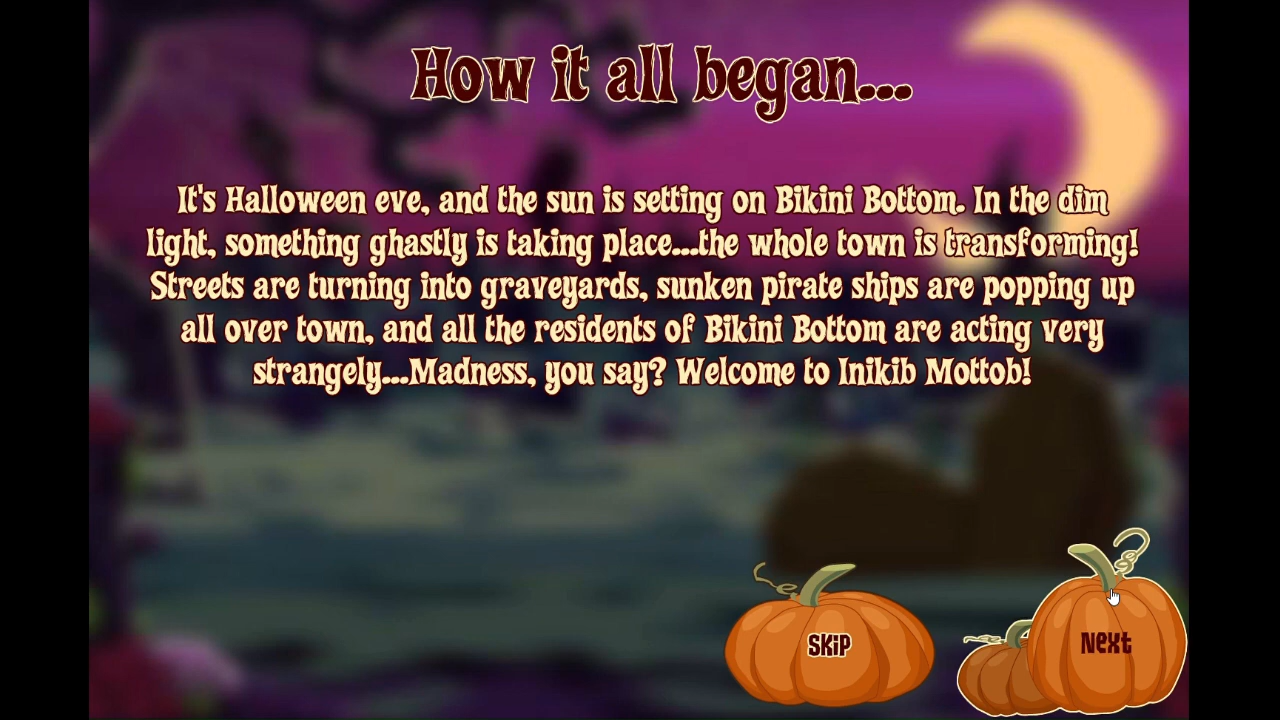 How it all began...
It's Halloween eve, and the sun is setting on Bikini Bottom. In the dim
light, something ghastly is taking place...the whole town is transforming!
Streets are turning into graveyards, sunken pirate ships are popping up
all over town, and all the residents of Bikini Bottom are acting very
strangely...Madness, you say? Welcome to Inikib Mottob!
Skip
Next